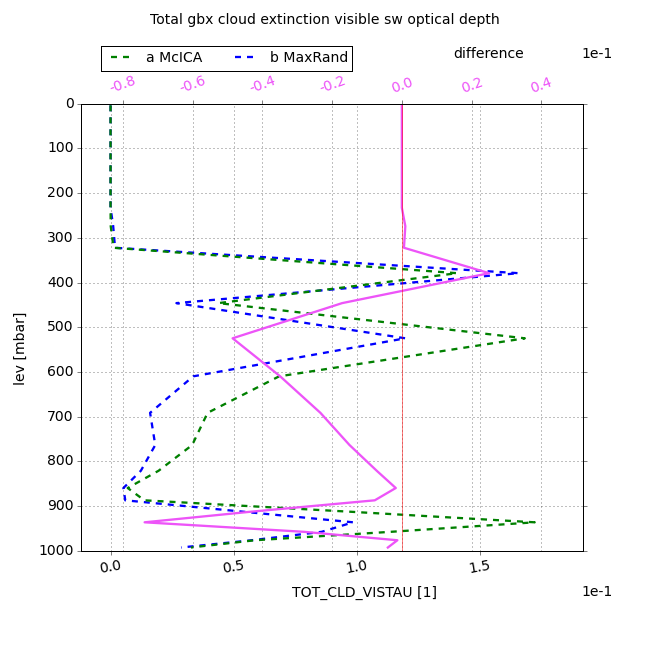 Total gbx cloud extinction visible sw optical depth
a McICA b MaxRand difference 1e-1
-0.8 -0.6 -0.4 -0.2 0.0 0.2 0.4
0
100
200
300
400
500
600
700
800
900
1000
lev [mbar]
0.0 0.5 1.0 1.5
TOT_CLD_VISTAU [1] 1e-1